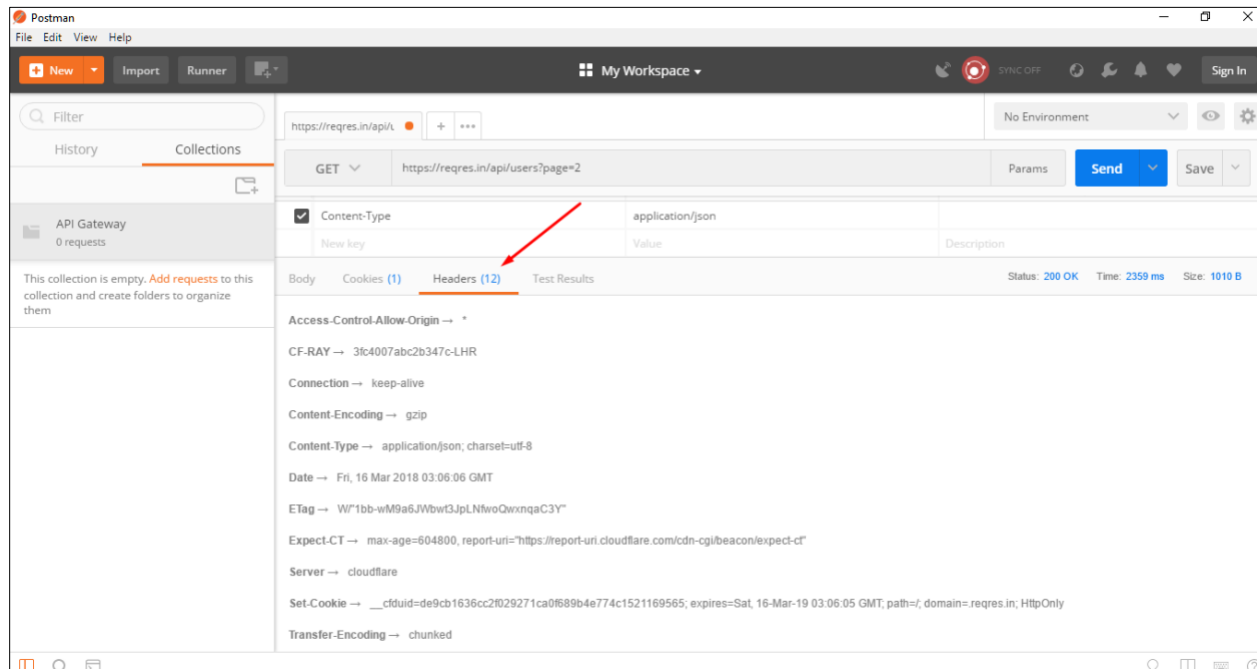 Postman
File Edit View Help
New Import Runner My Workspace SYNC OFF Sign In
Filter
History Collections
API Gateway
0 requests
This collection is empty. Add requests to this
collection and create folders to organize
them
https://reqres.in/api/u + ••• No Environment
GET https://reqres.in/api/users?page=2 Params Send Save
Content-Type application/json
New key Value Description
Body Cookies (1) Headers (12) Test Results Status: 200 OK Time: 2359 ms Size: 1010 B
Access-Control-Allow-Origin → *
CF-RAY → 3fc4007abc2b347c-LHR
Connection → keep-alive
Content-Encoding → gzip
Content-Type → application/json; charset=utf-8
Date → Fri, 16 Mar 2018 03:06:06 GMT
ETag → W/"1bb-wM9a6JWbwt3JpLNfwoQwxnqaC3Y"
Expect-CT → max-age=604800, report-uri="https://report-uri.cloudflare.com/cdn-cgi/beacon/expect-ct"
Server → cloudflare
Set-Cookie → __cfduid=de9cb1636cc2f029271ca0f689b4e774c1521169565; expires=Sat, 16-Mar-19 03:06:05 GMT; path=/; domain=.reqres.in; HttpOnly
Transfer-Encoding → chunked